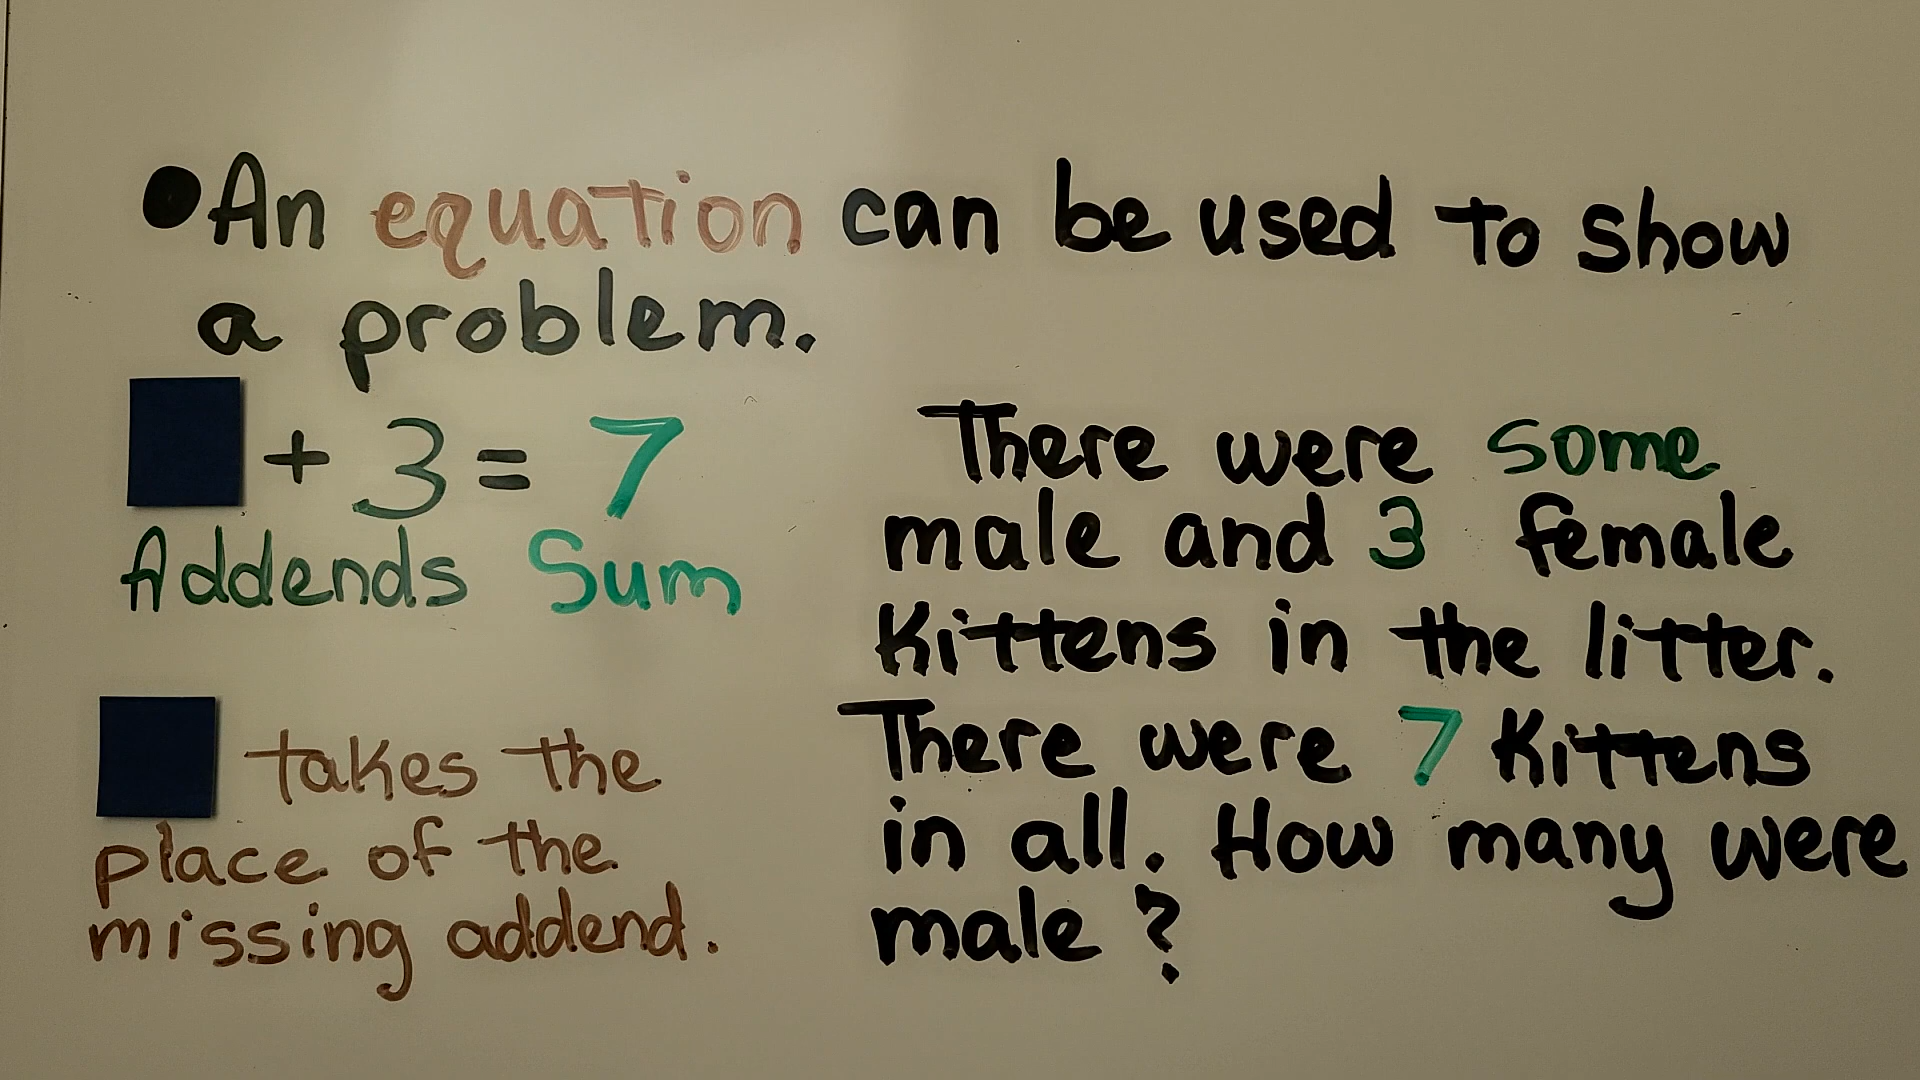 ●An equation can be used to show
a problem.
+ 3 = 7
Addends Sum
takes the
place of the
missing addend.
There were some
male and 3 female
Kittens in the litter.
There were 7 Kittens
in all. How many were
male?